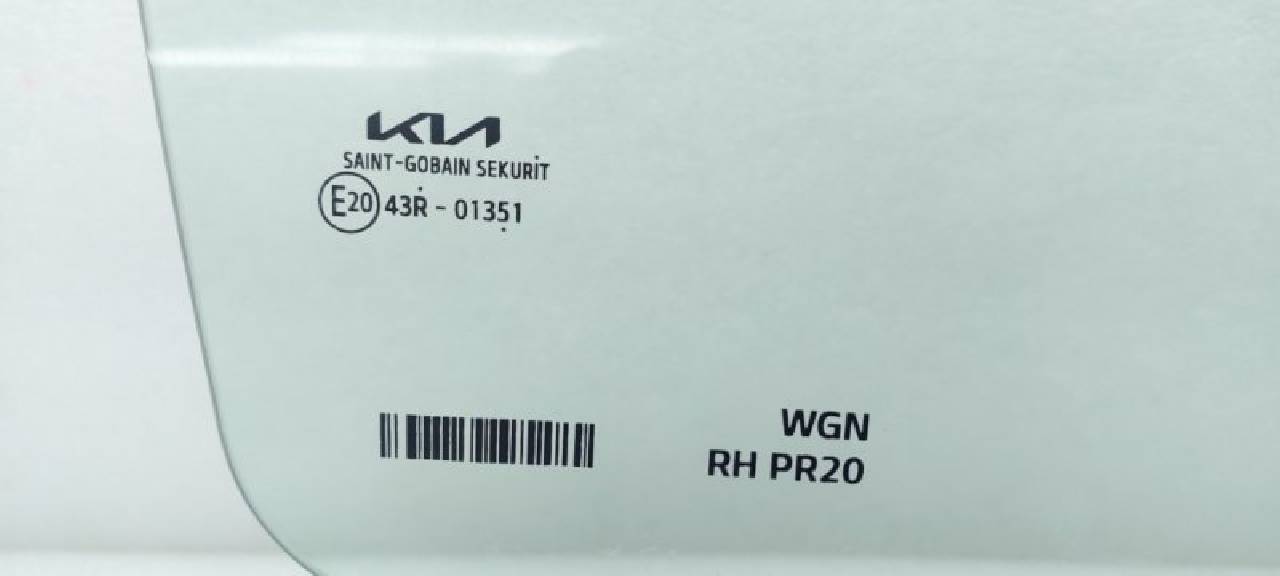 KIA
SAINT-GOBAIN SEKURIT
E20 43R - 01351
WGN
RH PR20